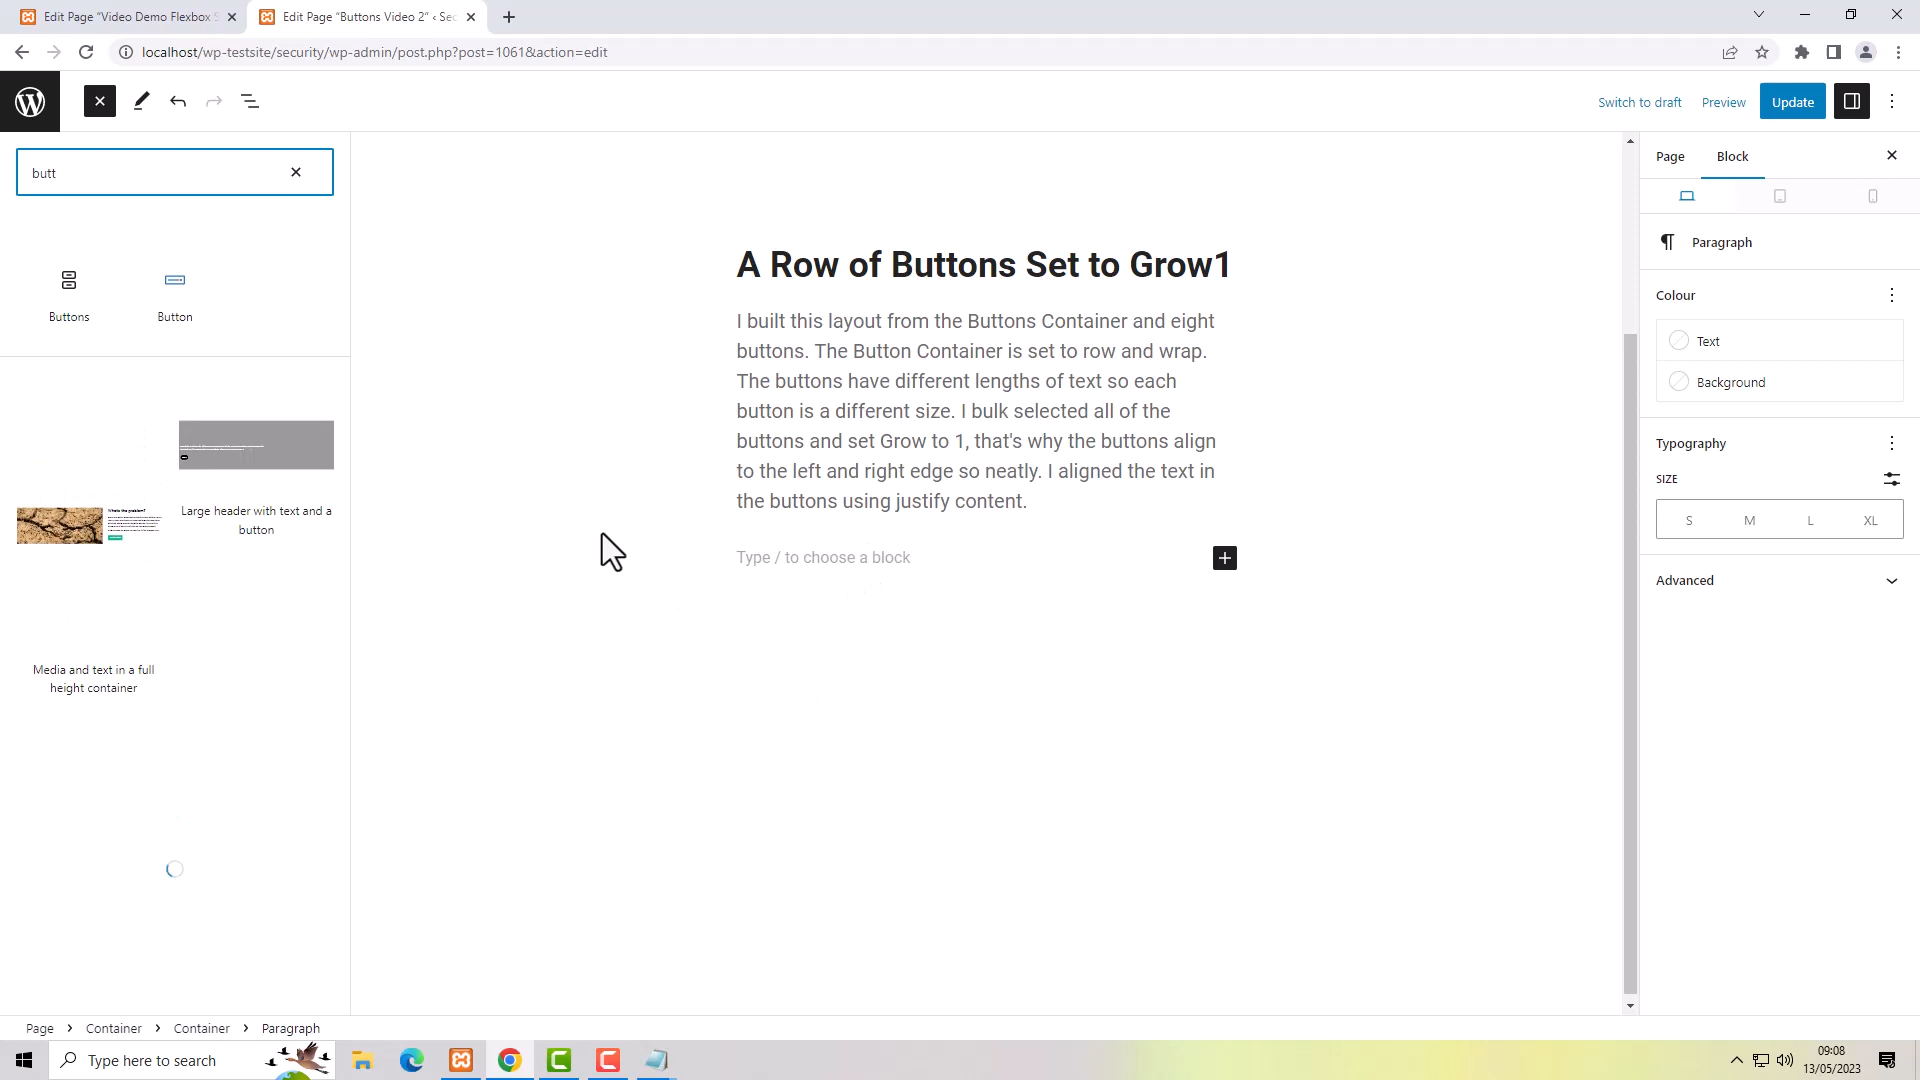 Edit Page "Video Demo Flexbox S
Edit Page "Buttons Video 2" ‹ Sec
localhost/wp-testsite/security/wp-admin/post.php?post=1061&action=edit
Switch to draft
Preview
Update
butt
Page
Block
Buttons
Button
Paragraph
A Row of Buttons Set to Grow1
Colour
Text
Background
I built this layout from the Buttons Container and eight
buttons. The Button Container is set to row and wrap.
The buttons have different lengths of text so each
button is a different size. I bulk selected all of the
buttons and set Grow to 1, that's why the buttons align
to the left and right edge so neatly. I aligned the text in
the buttons using justify content.
Typography
SIZE
S M L XL
Large header with text and a
button
What's the problem?
Type / to choose a block
Advanced
Media and text in a full
height container
Page > Container > Container > Paragraph
Type here to search
09:08
13/05/2023